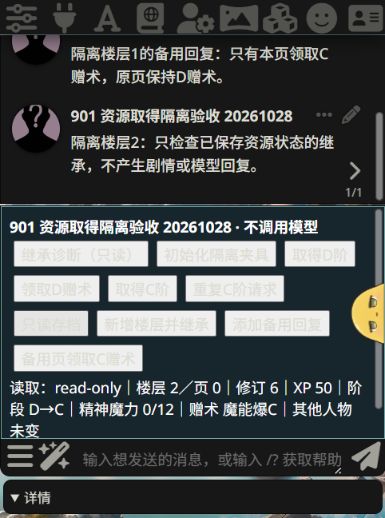 隔离楼层1的备用回复：只有本页领取C
赠术，原页保持D赠术。
901 资源取得隔离验收 20261028
隔离楼层2：只检查已保存资源状态的继
承，不产生剧情或模型回复。
1/1
901 资源取得隔离验收 20261028 · 不调用模型
继承诊断（只读） 初始化隔离夹具 取得D阶
领取D赠术 取得C阶 重复C阶请求
只读存档 新增楼层并继承 添加备用回复
备用页领取C赠术
读取：read-only｜楼层 2／页 0｜修订 6｜XP 50｜阶
段 D→C｜精神魔力 0/12｜赠术 魔能爆C｜其他人物
未变
输入想发送的消息，或输入 /? 获取帮助
▼ 详情